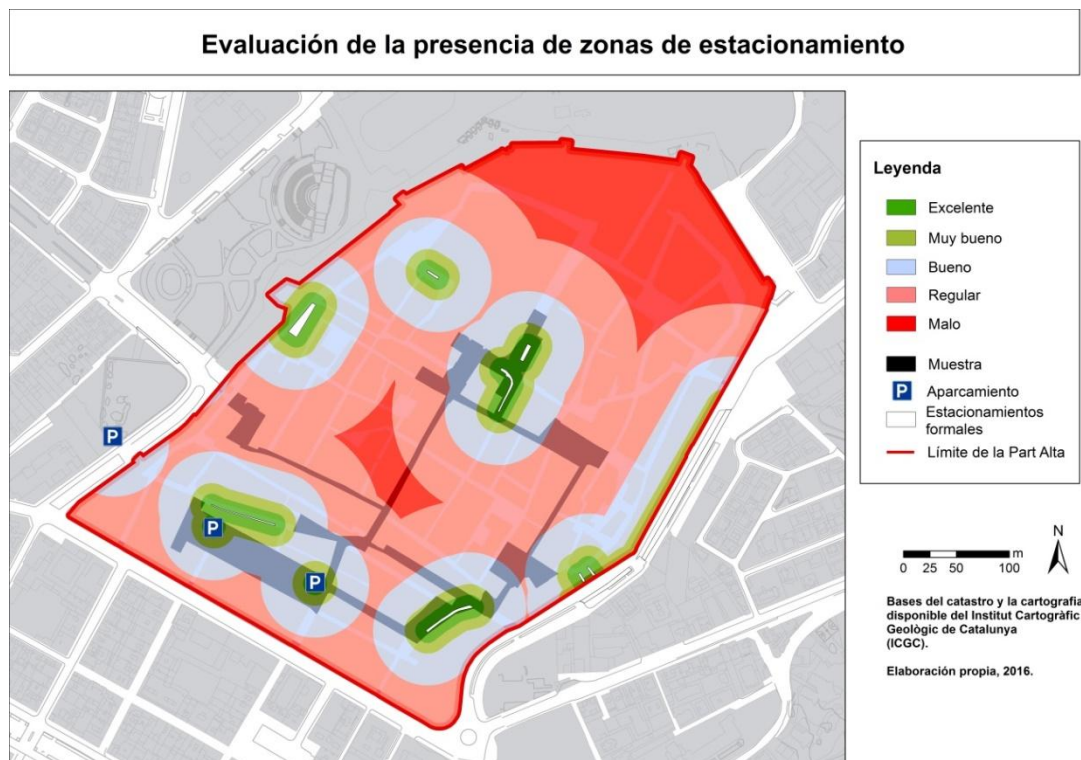 Evaluación de la presencia de zonas de estacionamiento
Leyenda
Excelente
Muy bueno
Bueno
Regular
Malo
Muestra
P Aparcamiento
Estacionamientos
formales
Límite de la Part Alta
P
P
P
N
m
0 25 50 100
Bases del catastro y la cartografia
disponible del Institut Cartogràfic
Geològic de Catalunya
(ICGC).
Elaboración propia, 2016.